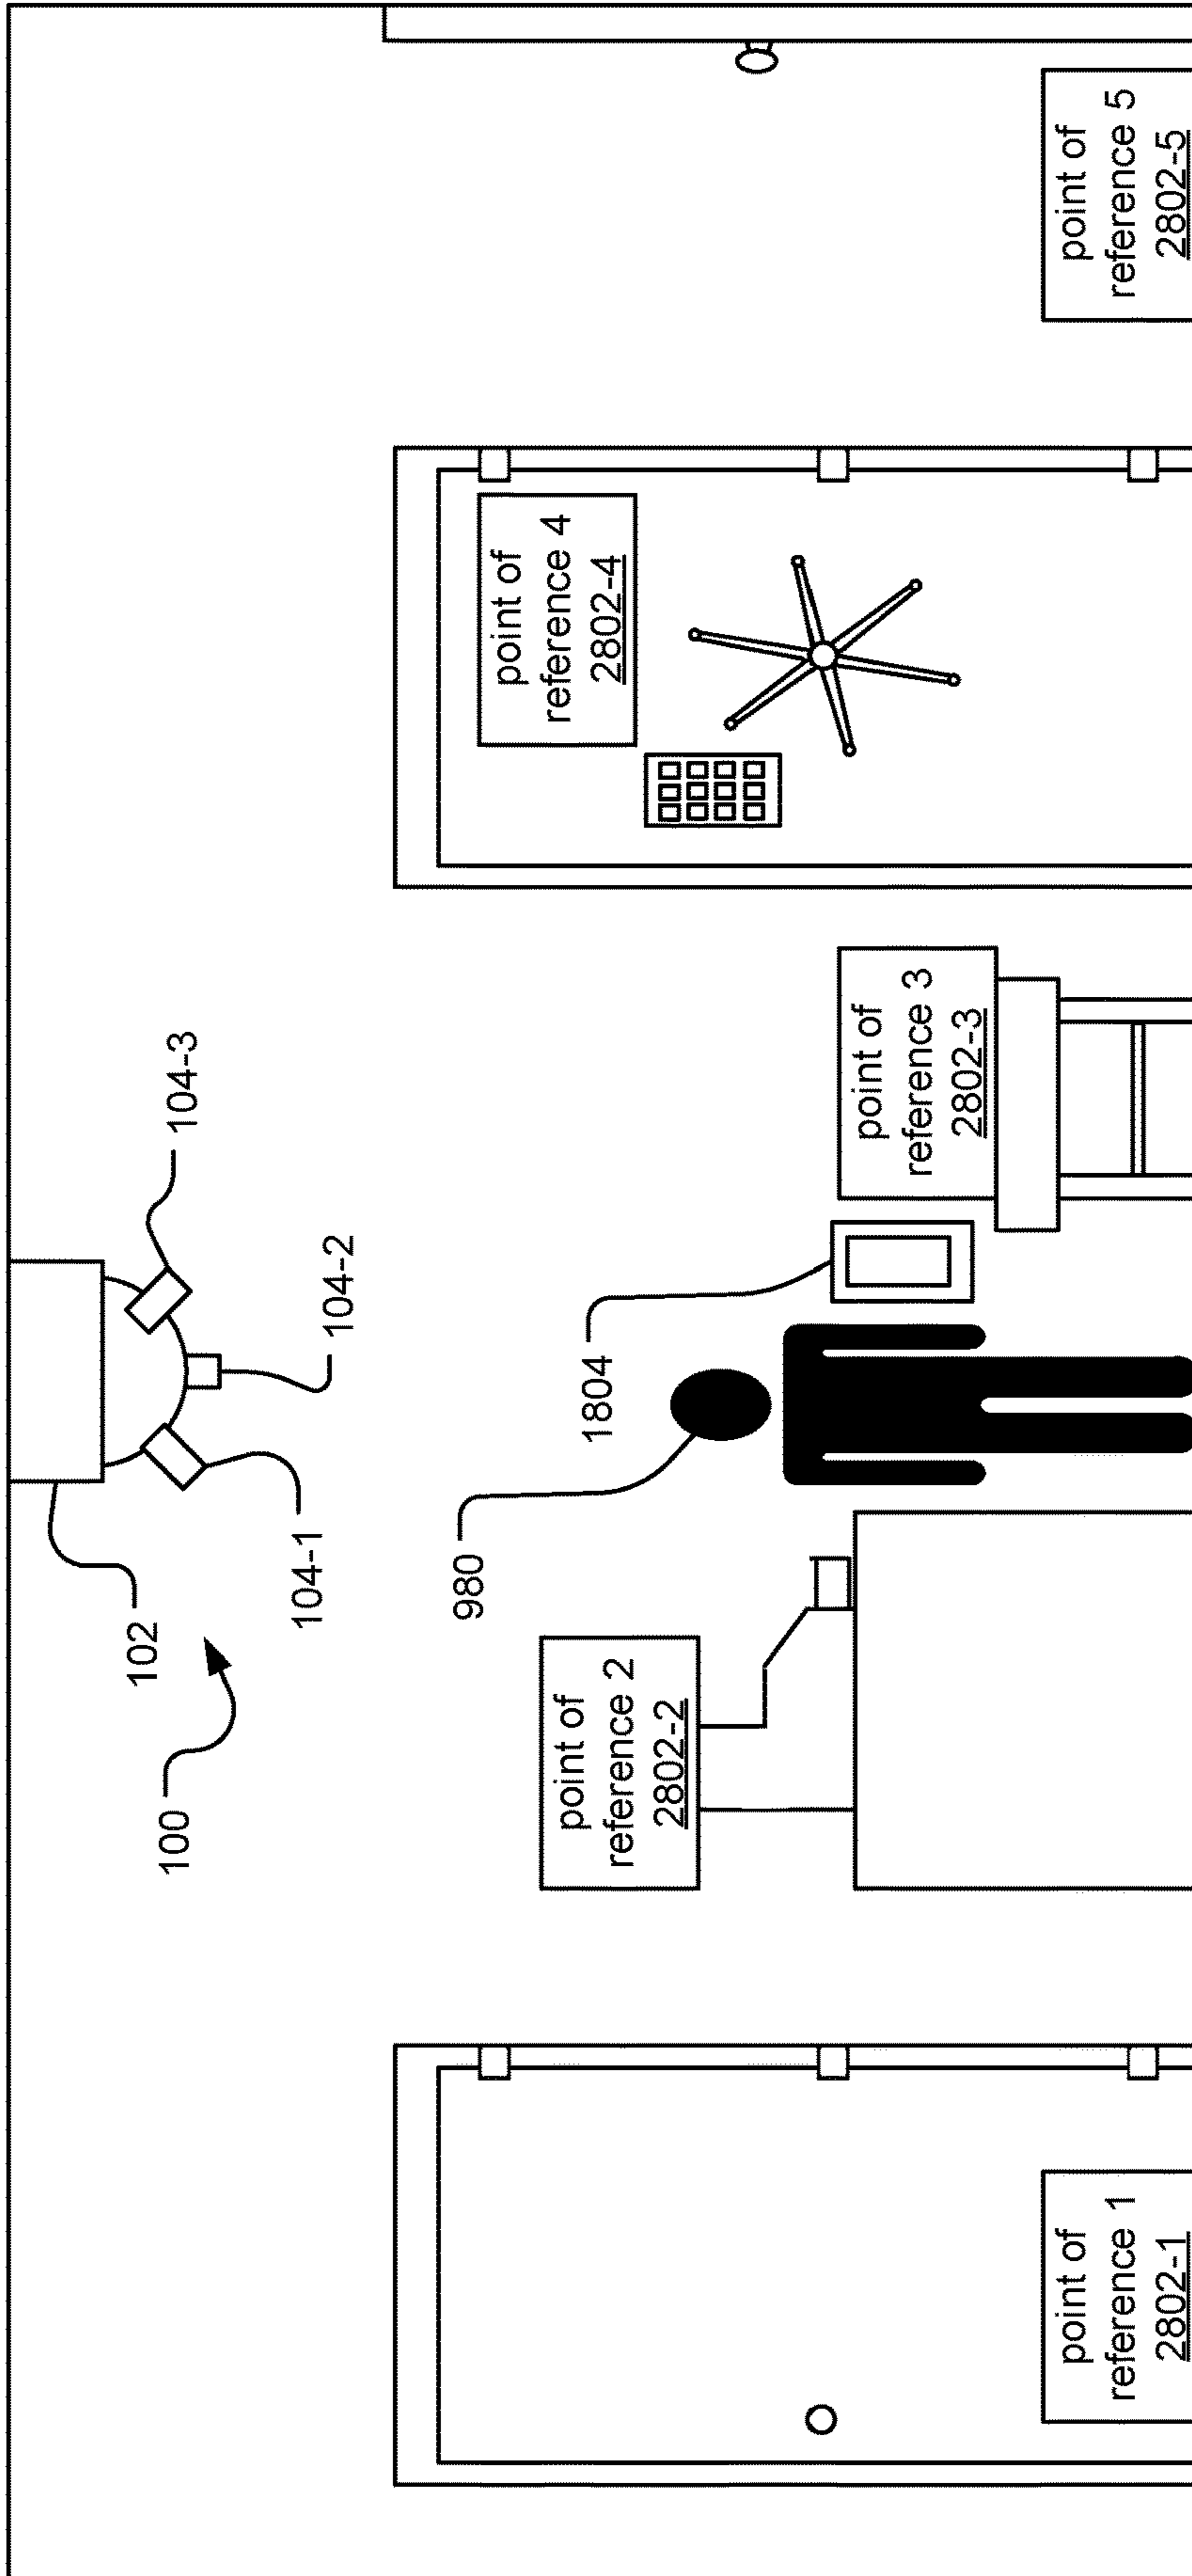 102
100
104-1
104-2
104-3
980
1804
point of
reference 1
2802-1
point of
reference 2
2802-2
point of
reference 3
2802-3
point of
reference 4
2802-4
point of
reference 5
2802-5